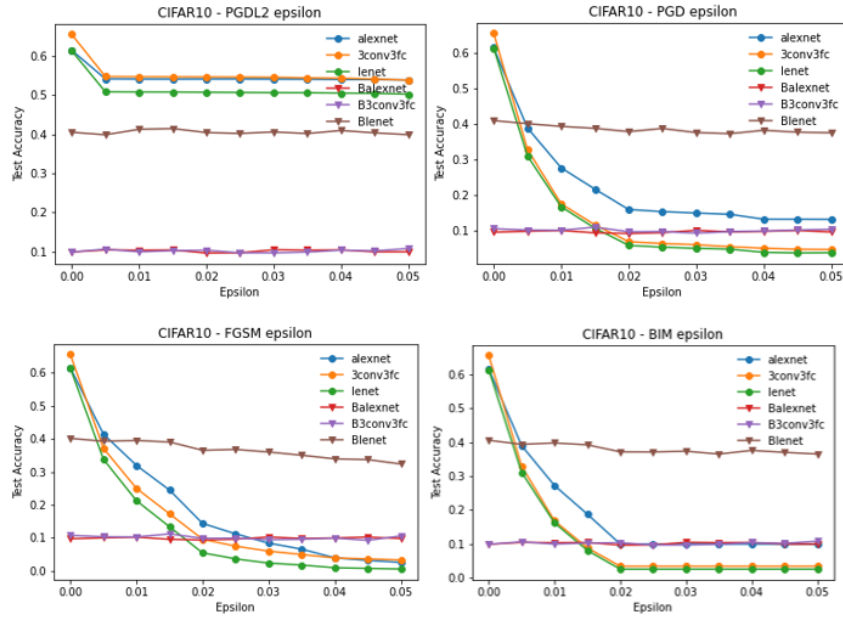 CIFAR10 - PGDL2 epsilon
alexnet
3conv3fc
lenet
Balexnet
B3conv3fc
Blenet
Test Accuracy
0.6
0.5
0.4
0.3
0.2
0.1
0.00 0.01 0.02 0.03 0.04 0.05
Epsilon
CIFAR10 - PGD epsilon
alexnet
3conv3fc
lenet
Balexnet
B3conv3fc
Blenet
Test Accuracy
0.6
0.5
0.4
0.3
0.2
0.1
0.00 0.01 0.02 0.03 0.04 0.05
Epsilon
CIFAR10 - FGSM epsilon
alexnet
3conv3fc
lenet
Balexnet
B3conv3fc
Blenet
Test Accuracy
0.6
0.5
0.4
0.3
0.2
0.1
0.0
0.00 0.01 0.02 0.03 0.04 0.05
Epsilon
CIFAR10 - BIM epsilon
alexnet
3conv3fc
lenet
Balexnet
B3conv3fc
Blenet
Test Accuracy
0.6
0.5
0.4
0.3
0.2
0.1
0.0
0.00 0.01 0.02 0.03 0.04 0.05
Epsilon